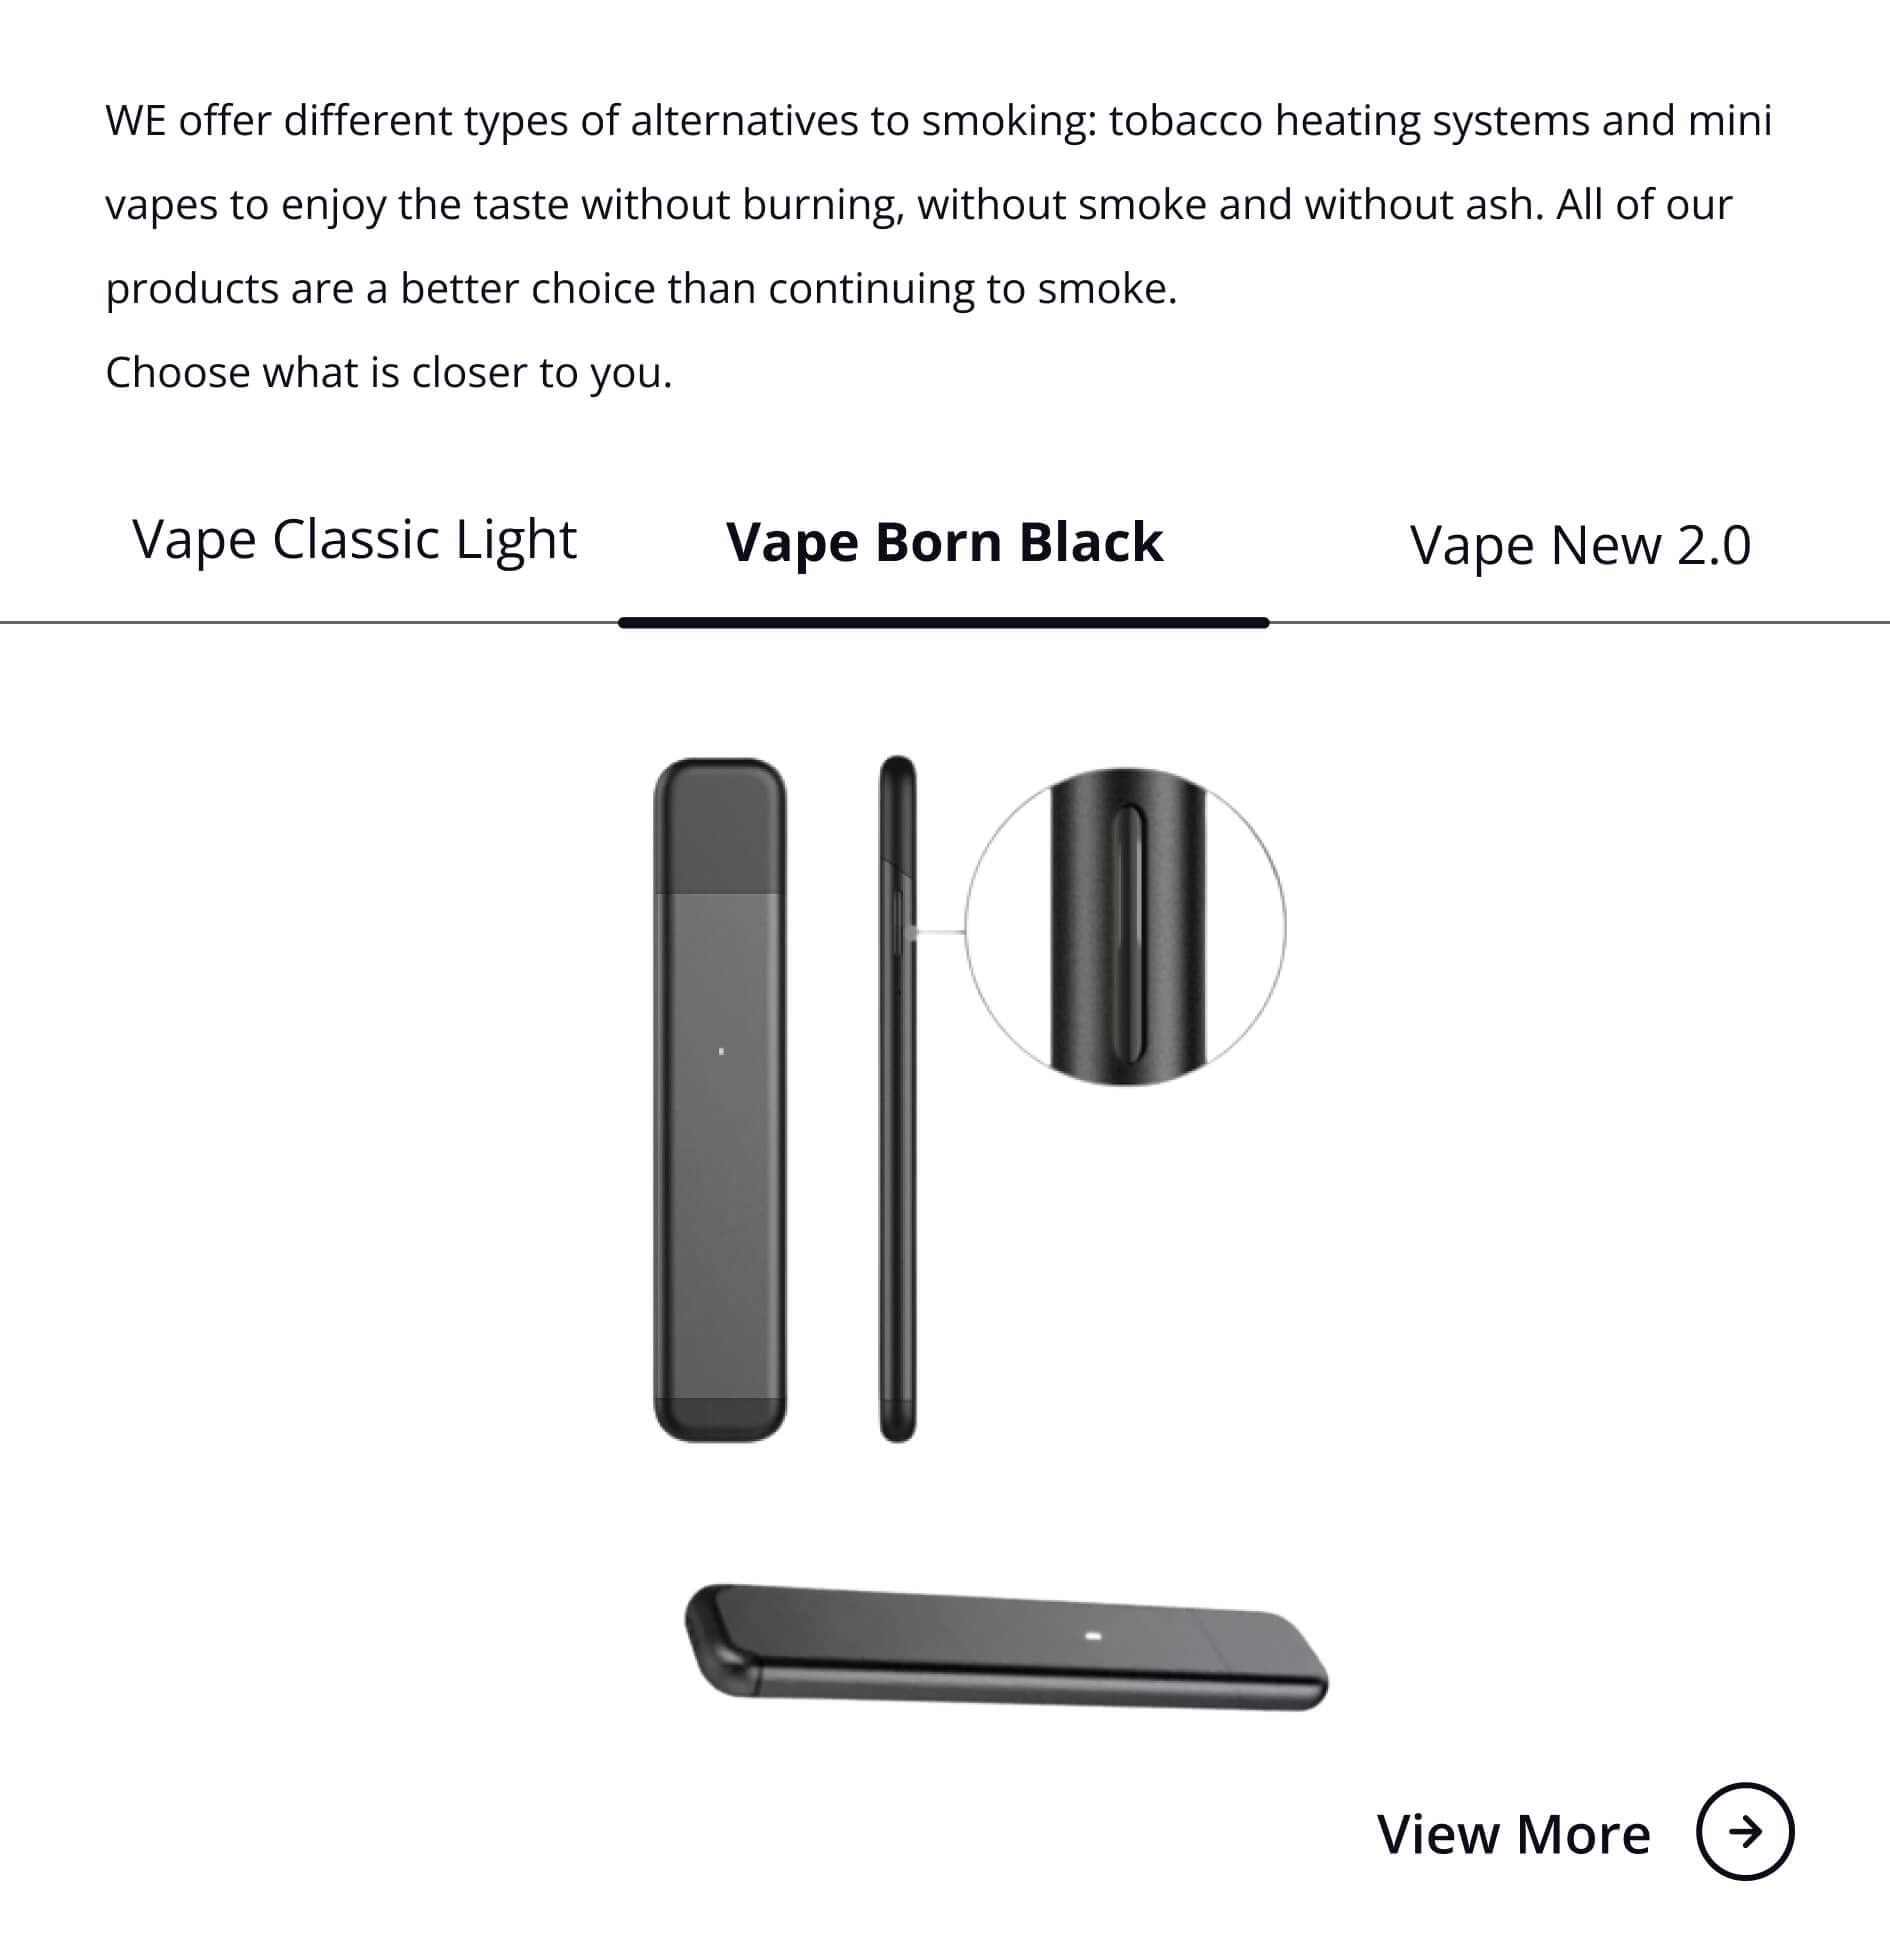 WE offer different types of alternatives to smoking: tobacco heating systems and mini
vapes to enjoy the taste without burning, without smoke and without ash. All of our
products are a better choice than continuing to smoke.
Choose what is closer to you.
Vape Classic Light
Vape Born Black
Vape New 2.0
View More